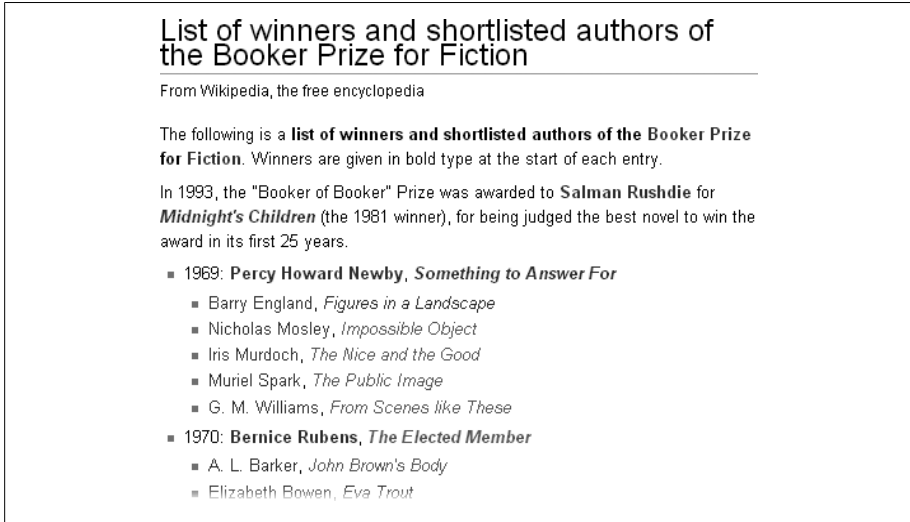 List of winners and shortlisted authors of
the Booker Prize for Fiction
From Wikipedia, the free encyclopedia
The following is a list of winners and shortlisted authors of the Booker Prize
for Fiction. Winners are given in bold type at the start of each entry.
In 1993, the "Booker of Booker" Prize was awarded to Salman Rushdie for
Midnight's Children (the 1981 winner), for being judged the best novel to win the
award in its first 25 years.
1969: Percy Howard Newby, Something to Answer For
Barry England, Figures in a Landscape
Nicholas Mosley, Impossible Object
Iris Murdoch, The Nice and the Good
Muriel Spark, The Public Image
G. M. Williams, From Scenes like These
1970: Bernice Rubens, The Elected Member
A. L. Barker, John Brown's Body
Elizabeth Bowen, Eva Trout